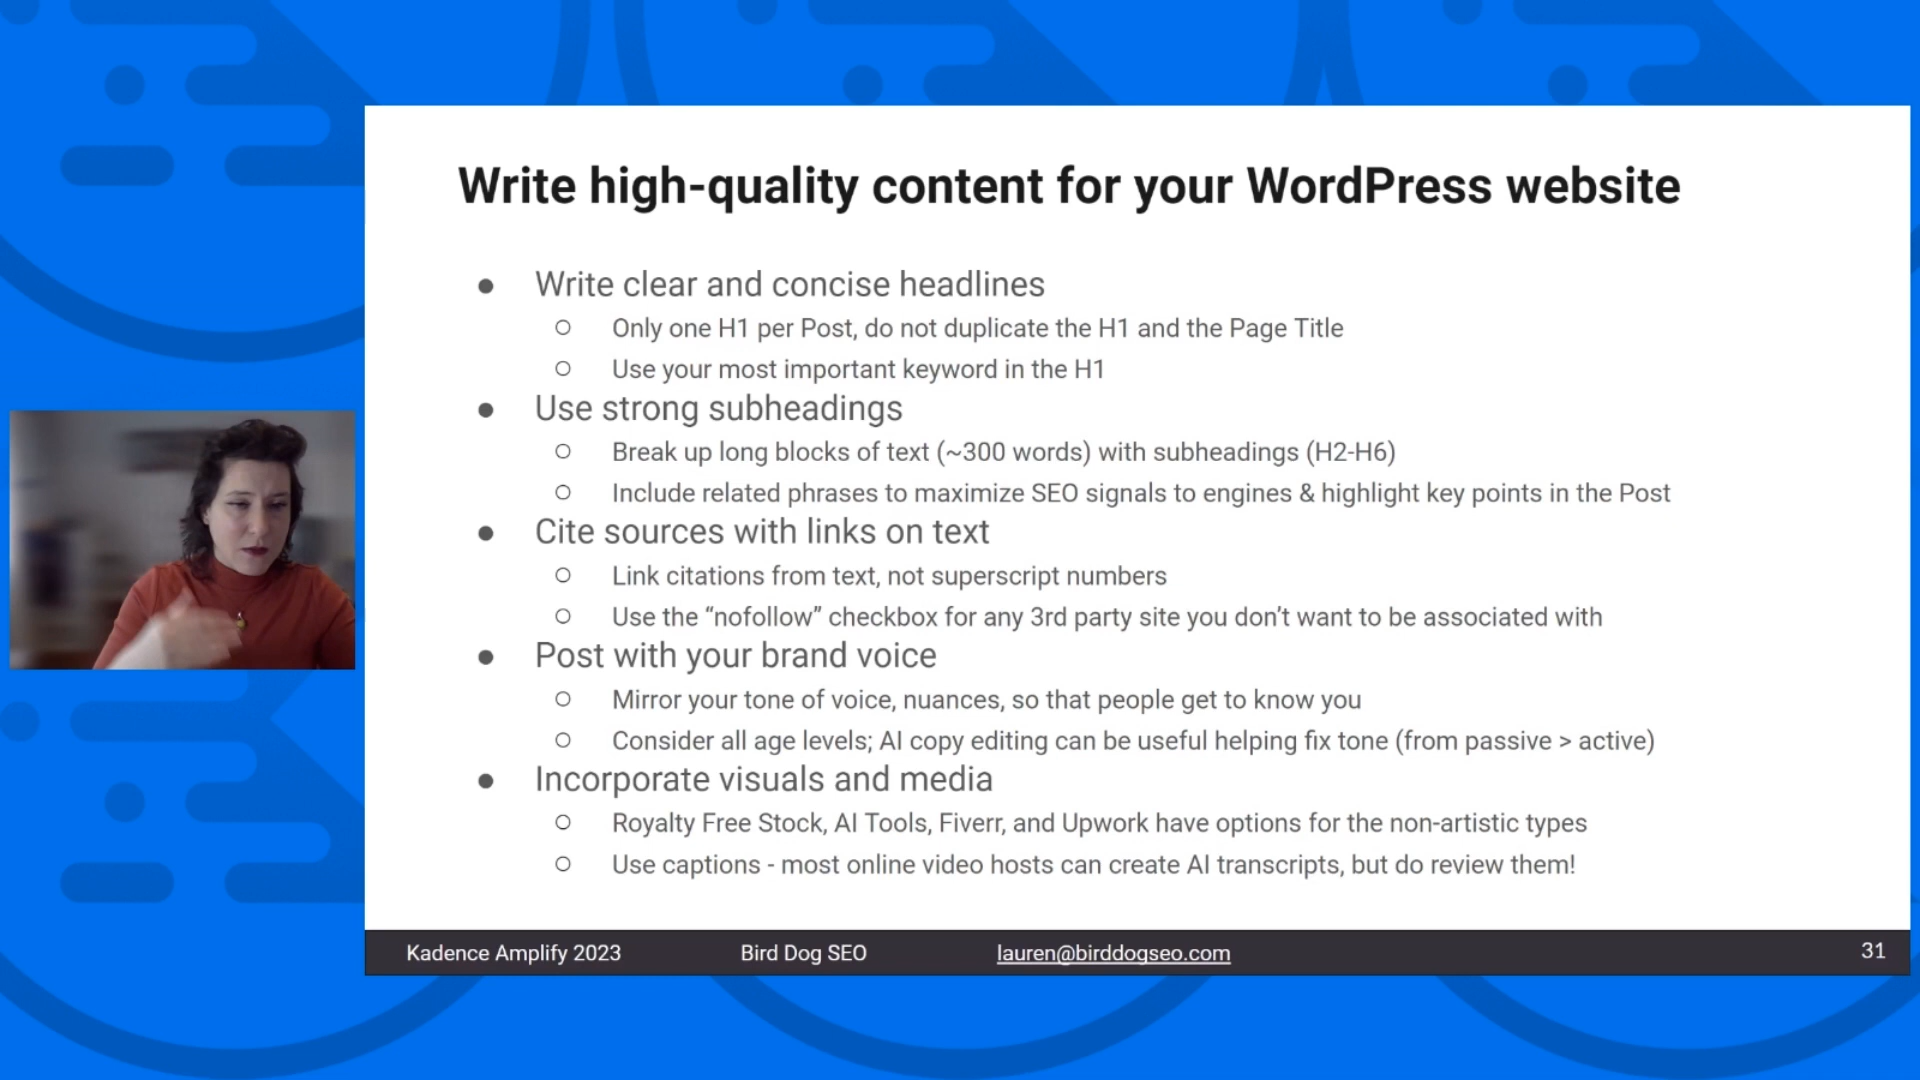 Write high-quality content for your WordPress website
● Write clear and concise headlines
○ Only one H1 per Post, do not duplicate the H1 and the Page Title
○ Use your most important keyword in the H1
● Use strong subheadings
○ Break up long blocks of text (~300 words) with subheadings (H2-H6)
○ Include related phrases to maximize SEO signals to engines & highlight key points in the Post
● Cite sources with links on text
○ Link citations from text, not superscript numbers
○ Use the “nofollow” checkbox for any 3rd party site you don’t want to be associated with
● Post with your brand voice
○ Mirror your tone of voice, nuances, so that people get to know you
○ Consider all age levels; AI copy editing can be useful helping fix tone (from passive > active)
● Incorporate visuals and media
○ Royalty Free Stock, AI Tools, Fiverr, and Upwork have options for the non-artistic types
○ Use captions - most online video hosts can create AI transcripts, but do review them!
Kadence Amplify 2023 Bird Dog SEO lauren@birddogseo.com 31